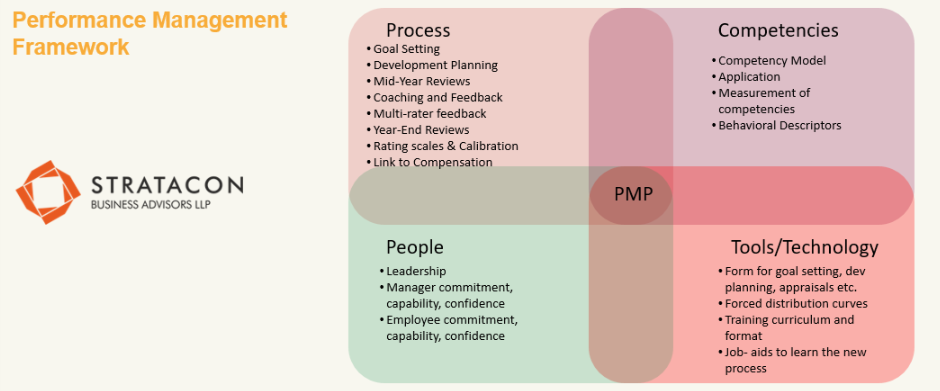 Performance Management
Framework
STRATACON
BUSINESS ADVISORS LLP
Process
• Goal Setting
• Development Planning
• Mid-Year Reviews
• Coaching and Feedback
• Multi-rater feedback
• Year-End Reviews
• Rating scales & Calibration
• Link to Compensation
Competencies
• Competency Model
• Application
• Measurement of
competencies
• Behavioral Descriptors
PMP
People
• Leadership
• Manager commitment,
capability, confidence
• Employee commitment,
capability, confidence
Tools/Technology
• Form for goal setting, dev
planning, appraisals etc.
• Forced distribution curves
• Training curriculum and
format
• Job- aids to learn the new
process